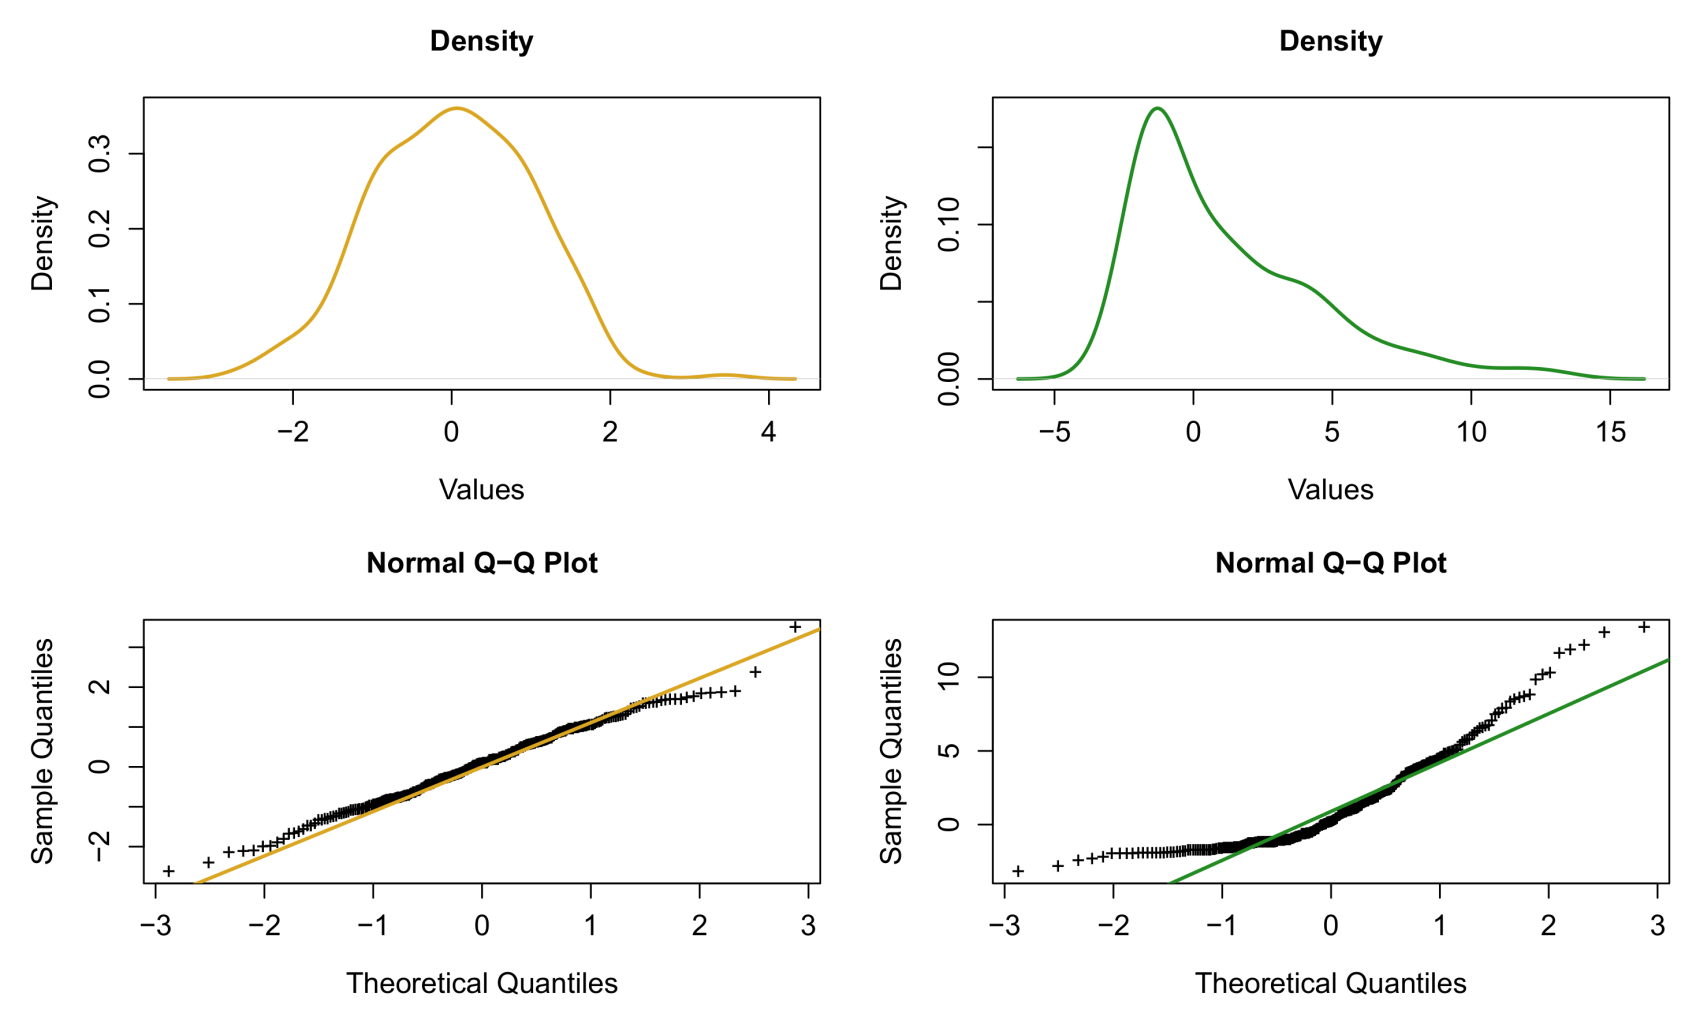 Density
Density
0.0 0.1 0.2 0.3
−2 0 2 4
Values
Density
Density
0.00 0.10
−5 0 5 10 15
Values
Normal Q−Q Plot
Sample Quantiles
−2 0 2
−3 −2 −1 0 1 2 3
Theoretical Quantiles
Normal Q−Q Plot
Sample Quantiles
0 5 10
−3 −2 −1 0 1 2 3
Theoretical Quantiles